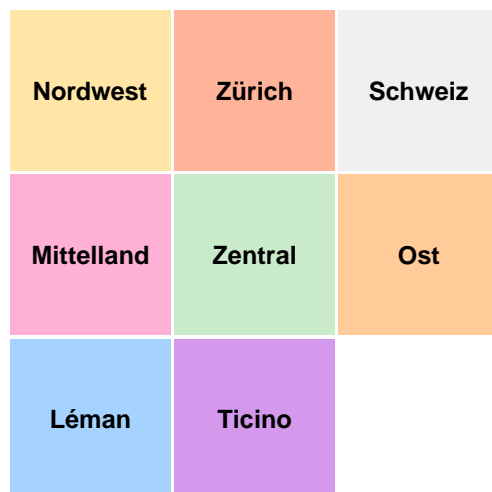 Nordwest
Zürich
Schweiz
Mittelland
Zentral
Ost
Léman
Ticino